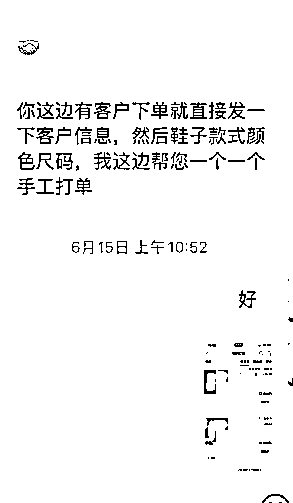 你这边有客户下单就直接发一
下客户信息，然后鞋子款式颜
色尺码，我这边帮您一个一个
手工打单
6月15日 上午10:52
好